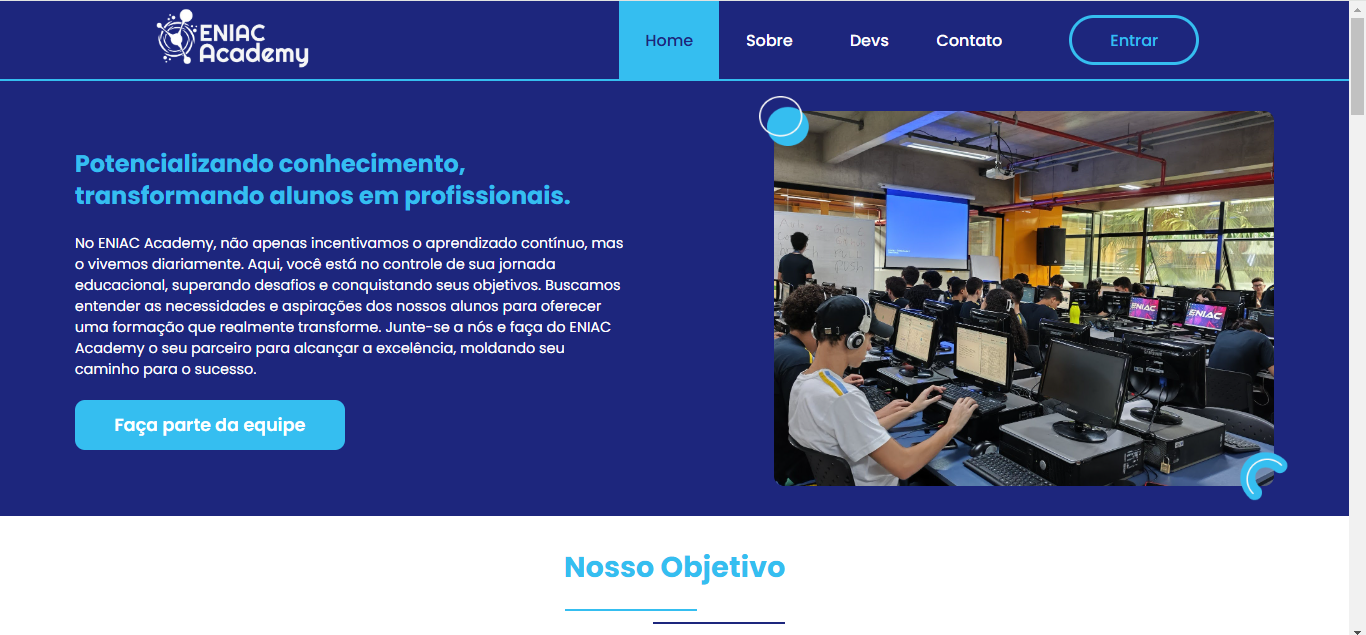 ENIAC
Academy
Home
Sobre
Devs
Contato
Entrar
Potencializando conhecimento,
transformando alunos em profissionais.
No ENIAC Academy, não apenas incentivamos o aprendizado contínuo, mas
o vivemos diariamente. Aqui, você está no controle de sua jornada
educacional, superando desafios e conquistando seus objetivos. Buscamos
entender as necessidades e aspirações dos nossos alunos para oferecer
uma formação que realmente transforme. Junte-se a nós e faça do ENIAC
Academy o seu parceiro para alcançar a excelência, moldando seu
caminho para o sucesso.
Faça parte da equipe
push
ENIAC
ENIAC
Nosso Objetivo